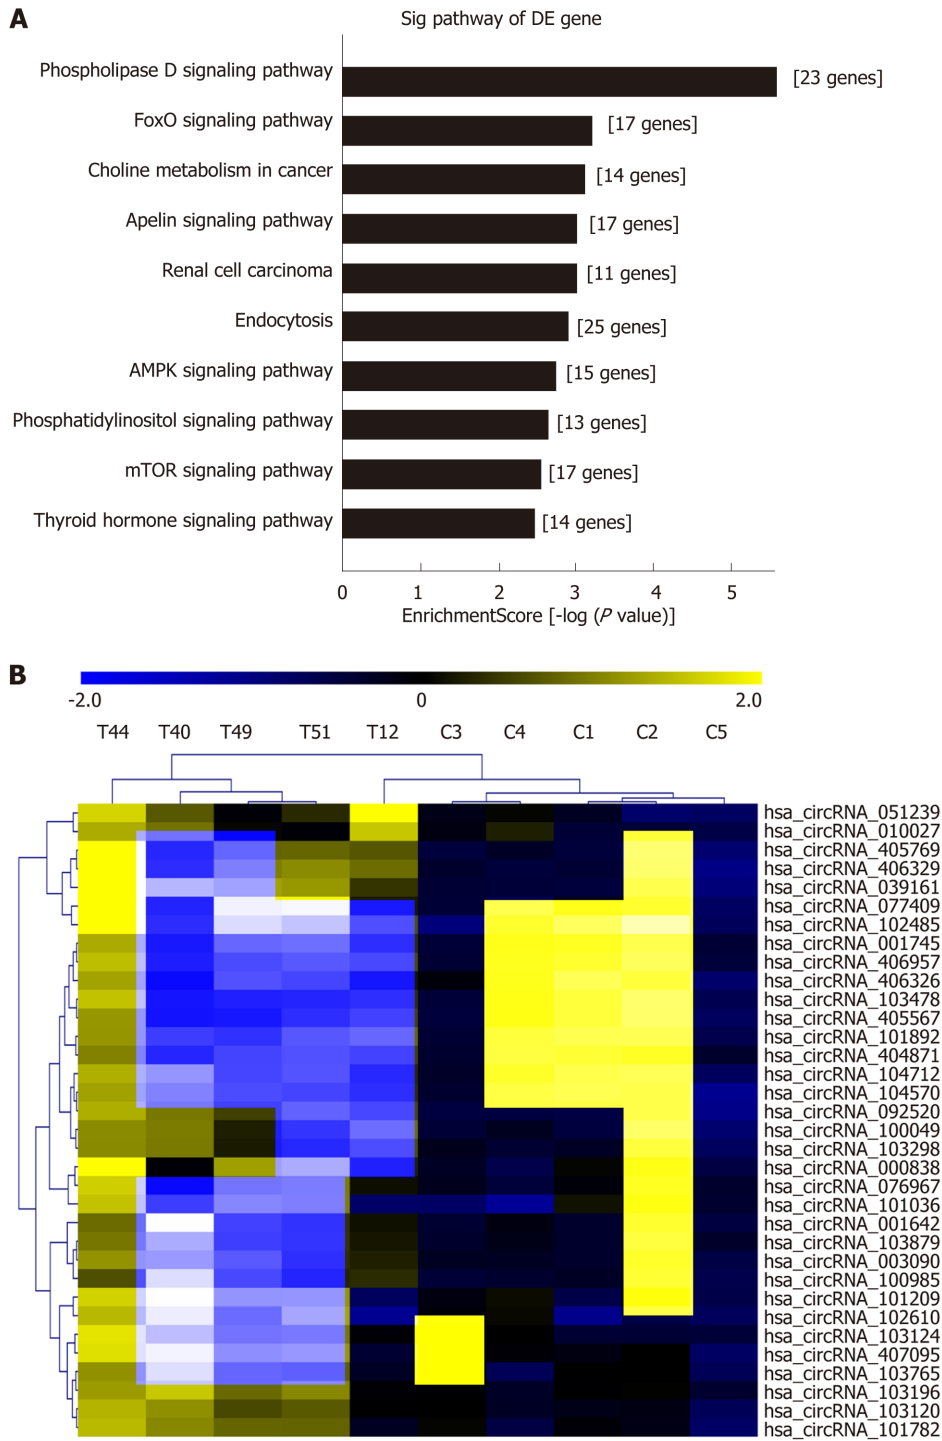 A
Sig pathway of DE gene
Phospholipase D signaling pathway [23 genes]
FoxO signaling pathway [17 genes]
Choline metabolism in cancer [14 genes]
Apelin signaling pathway [17 genes]
Renal cell carcinoma [11 genes]
Endocytosis [25 genes]
AMPK signaling pathway [15 genes]
Phosphatidylinositol signaling pathway [13 genes]
mTOR signaling pathway [17 genes]
Thyroid hormone signaling pathway [14 genes]
0 1 2 3 4 5
EnrichmentScore [-log (P value)]
B
-2.0 0 2.0
T44 T40 T49 T51 T12 C3 C4 C1 C2 C5
hsa_circRNA_051239
hsa_circRNA_010027
hsa_circRNA_405769
hsa_circRNA_406329
hsa_circRNA_039161
hsa_circRNA_077409
hsa_circRNA_102485
hsa_circRNA_001745
hsa_circRNA_406957
hsa_circRNA_406326
hsa_circRNA_103478
hsa_circRNA_405567
hsa_circRNA_101892
hsa_circRNA_404871
hsa_circRNA_104712
hsa_circRNA_104570
hsa_circRNA_092520
hsa_circRNA_100049
hsa_circRNA_103298
hsa_circRNA_000838
hsa_circRNA_076967
hsa_circRNA_101036
hsa_circRNA_001642
hsa_circRNA_103879
hsa_circRNA_003090
hsa_circRNA_100985
hsa_circRNA_101209
hsa_circRNA_102610
hsa_circRNA_103124
hsa_circRNA_407095
hsa_circRNA_103765
hsa_circRNA_103196
hsa_circRNA_103120
hsa_circRNA_101782